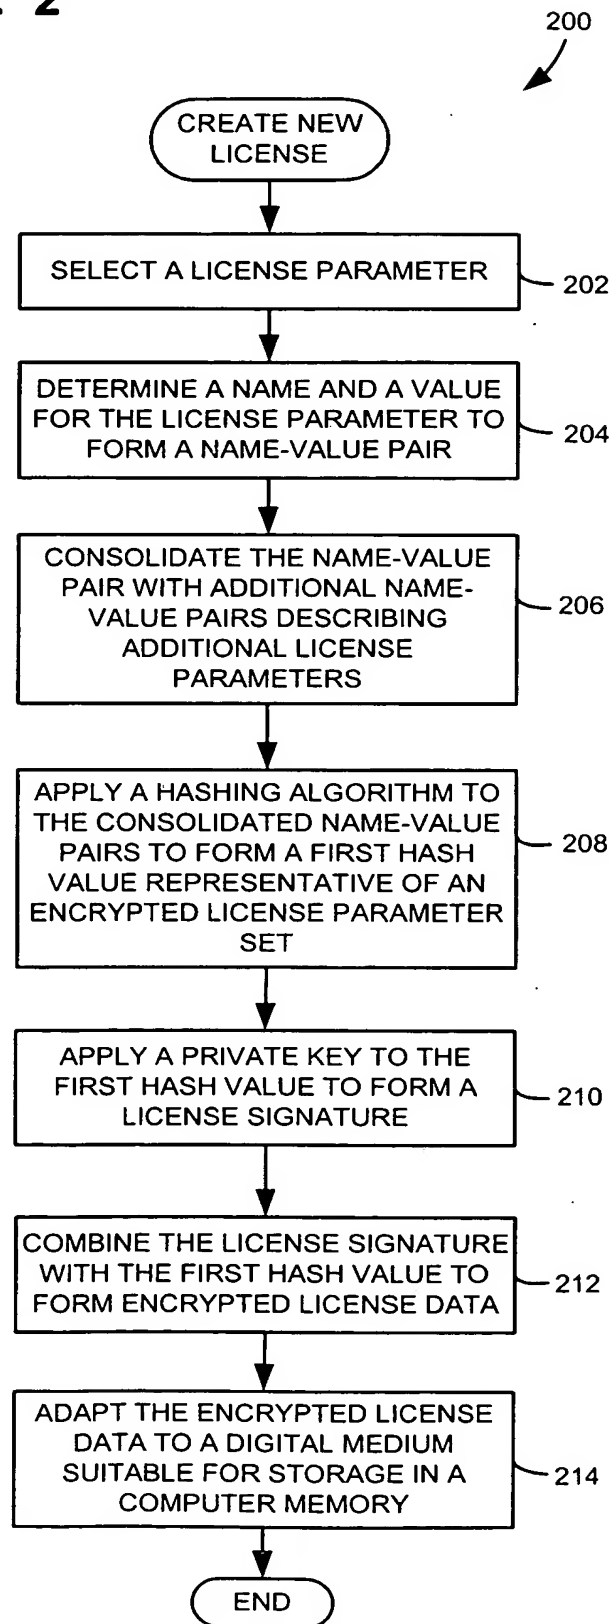 2
200
CREATE NEW
LICENSE
SELECT A LICENSE PARAMETER
202
DETERMINE A NAME AND A VALUE
FOR THE LICENSE PARAMETER TO
FORM A NAME-VALUE PAIR
204
CONSOLIDATE THE NAME-VALUE
PAIR WITH ADDITIONAL NAME-
VALUE PAIRS DESCRIBING
ADDITIONAL LICENSE
PARAMETERS
206
APPLY A HASHING ALGORITHM TO
THE CONSOLIDATED NAME-VALUE
PAIRS TO FORM A FIRST HASH
VALUE REPRESENTATIVE OF AN
ENCRYPTED LICENSE PARAMETER
SET
208
APPLY A PRIVATE KEY TO THE
FIRST HASH VALUE TO FORM A
LICENSE SIGNATURE
210
COMBINE THE LICENSE SIGNATURE
WITH THE FIRST HASH VALUE TO
FORM ENCRYPTED LICENSE DATA
212
ADAPT THE ENCRYPTED LICENSE
DATA TO A DIGITAL MEDIUM
SUITABLE FOR STORAGE IN A
COMPUTER MEMORY
214
END